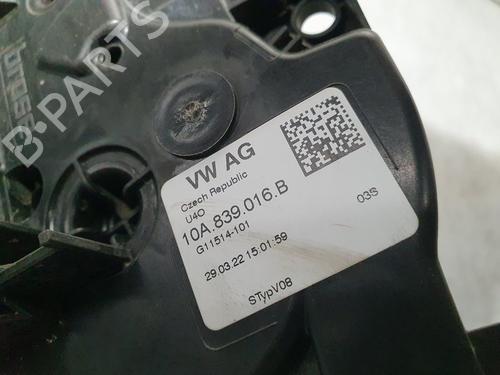 brose
B-PARTS
VW AG
Czech Republic
U4O
10A.839.016.B
G11514-101
03S
29.03.22 15:01:59
STypV08